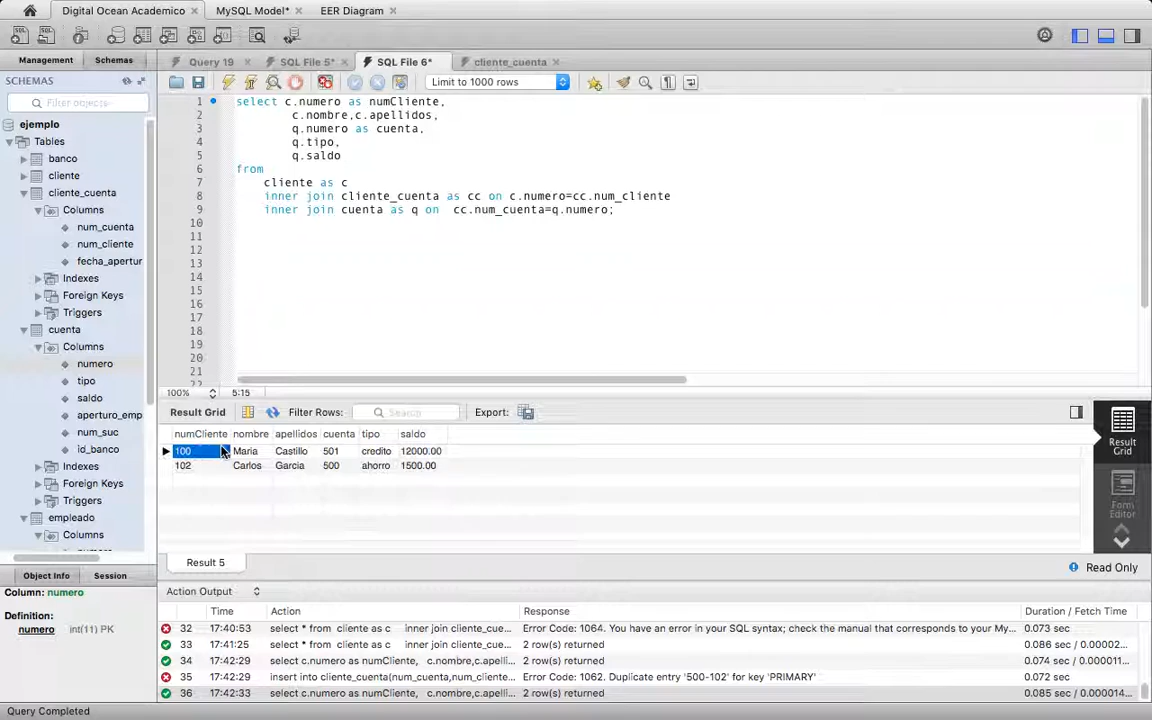 Digital Ocean Academico
MySQL Model*
EER Diagram
Management
Schemas
Query 19
SQL File 5*
SQL File 6*
cliente_cuenta
SCHEMAS
Filter objects
Limit to 1000 rows
ejemplo
Tables
banco
cliente
cliente_cuenta
Columns
num_cuenta
num_cliente
fecha_apertur
Indexes
Foreign Keys
Triggers
cuenta
Columns
numero
tipo
saldo
aperturo_emp
num_suc
id_banco
Indexes
Foreign Keys
Triggers
empleado
Columns
1 select c.numero as numCliente,
2 c.nombre,c.apellidos,
3 q.numero as cuenta,
4 q.tipo,
5 q.saldo
6 from
7 cliente as c
8 inner join cliente_cuenta as cc on c.numero=cc.num_cliente
9 inner join cuenta as q on cc.num_cuenta=q.numero;
10
11
12
13
14
15
16
17
18
19
20
21
22
100% 5:15
Result Grid Filter Rows: Search Export:
numCliente nombre apellidos cuenta tipo saldo
100 Maria Castillo 501 credito 12000.00
102 Carlos Garcia 500 ahorro 1500.00
Result Grid
Form Editor
Result 5
Read Only
Object Info Session
Column: numero
Definition:
numero int(11) PK
Action Output
Time Action Response Duration / Fetch Time
32 17:40:53 select * from cliente as c inner join cliente_cue... Error Code: 1064. You have an error in your SQL syntax; check the manual that corresponds to your My... 0.073 sec
33 17:41:25 select * from cliente as c inner join cliente_cue... 2 row(s) returned 0.086 sec / 0.00002...
34 17:42:29 select c.numero as numCliente, c.nombre,c.apelli... 2 row(s) returned 0.074 sec / 0.000011...
35 17:42:29 insert into cliente_cuenta(num_cuenta,num_cliente... Error Code: 1062. Duplicate entry '500-102' for key 'PRIMARY' 0.072 sec
36 17:42:33 select c.numero as numCliente, c.nombre,c.apelli... 2 row(s) returned 0.085 sec / 0.000014...
Query Completed